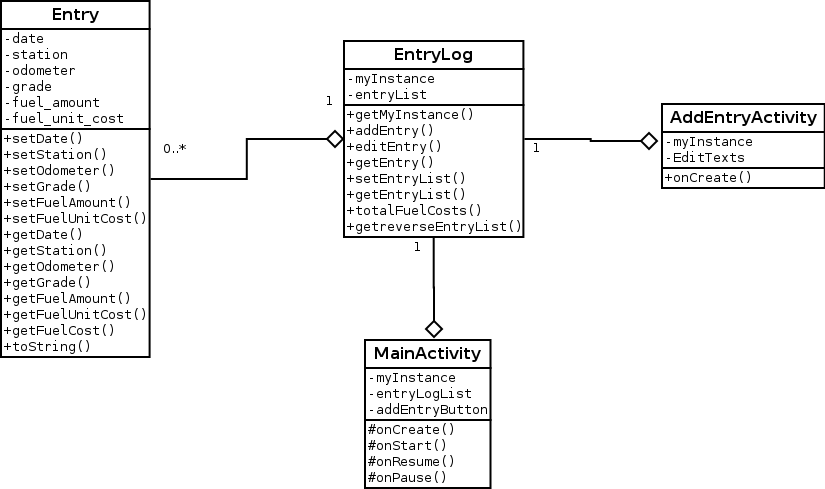 Entry
-date
-station
-odometer
-grade
-fuel_amount
-fuel_unit_cost
+setDate()
+setStation()
+setOdometer()
+setGrade()
+setFuelAmount()
+setFuelUnitCost()
+getDate()
+getStation()
+getOdometer()
+getGrade()
+getFuelAmount()
+getFuelUnitCost()
+getFuelCost()
+toString()
0..*
1
EntryLog
-myInstance
-entryList
+getMyInstance()
+addEntry()
+editEntry()
+getEntry()
+setEntryList()
+getEntryList()
+totalFuelCosts()
+getreverseEntryList()
1
1
AddEntryActivity
-myInstance
-EditTexts
+onCreate()
MainActivity
-myInstance
-entryLogList
-addEntryButton
#onCreate()
#onStart()
#onResume()
#onPause()